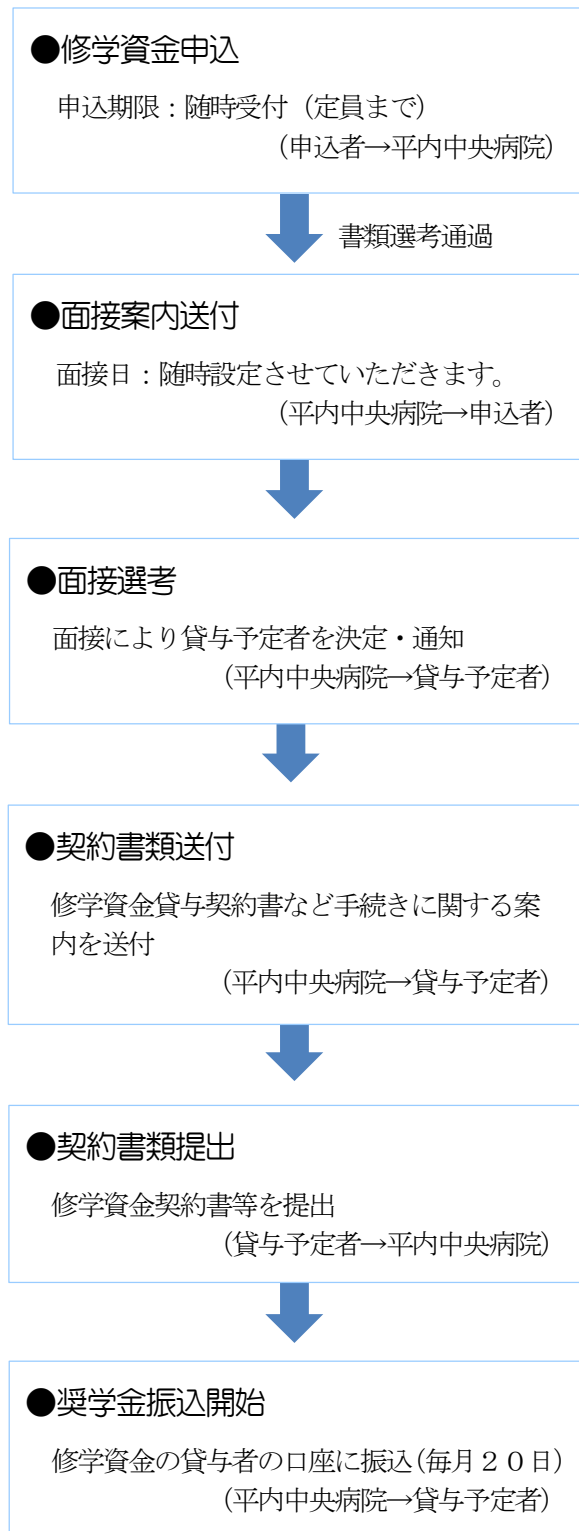 ●修学資金申込
申込期限：随時受付（定員まで）
（申込者→平内中央病院）
書類選考通過
●面接案内送付
面接日：随時設定させていただきます。
（平内中央病院→申込者）
●面接選考
面接により貸与予定者を決定・通知
（平内中央病院→貸与予定者）
●契約書類送付
修学資金貸与契約書など手続きに関する案
内を送付
（平内中央病院→貸与予定者）
●契約書類提出
修学資金契約書等を提出
（貸与予定者→平内中央病院）
●奨学金振込開始
修学資金の貸与者の口座に振込（毎月２０日）
（平内中央病院→貸与予定者）